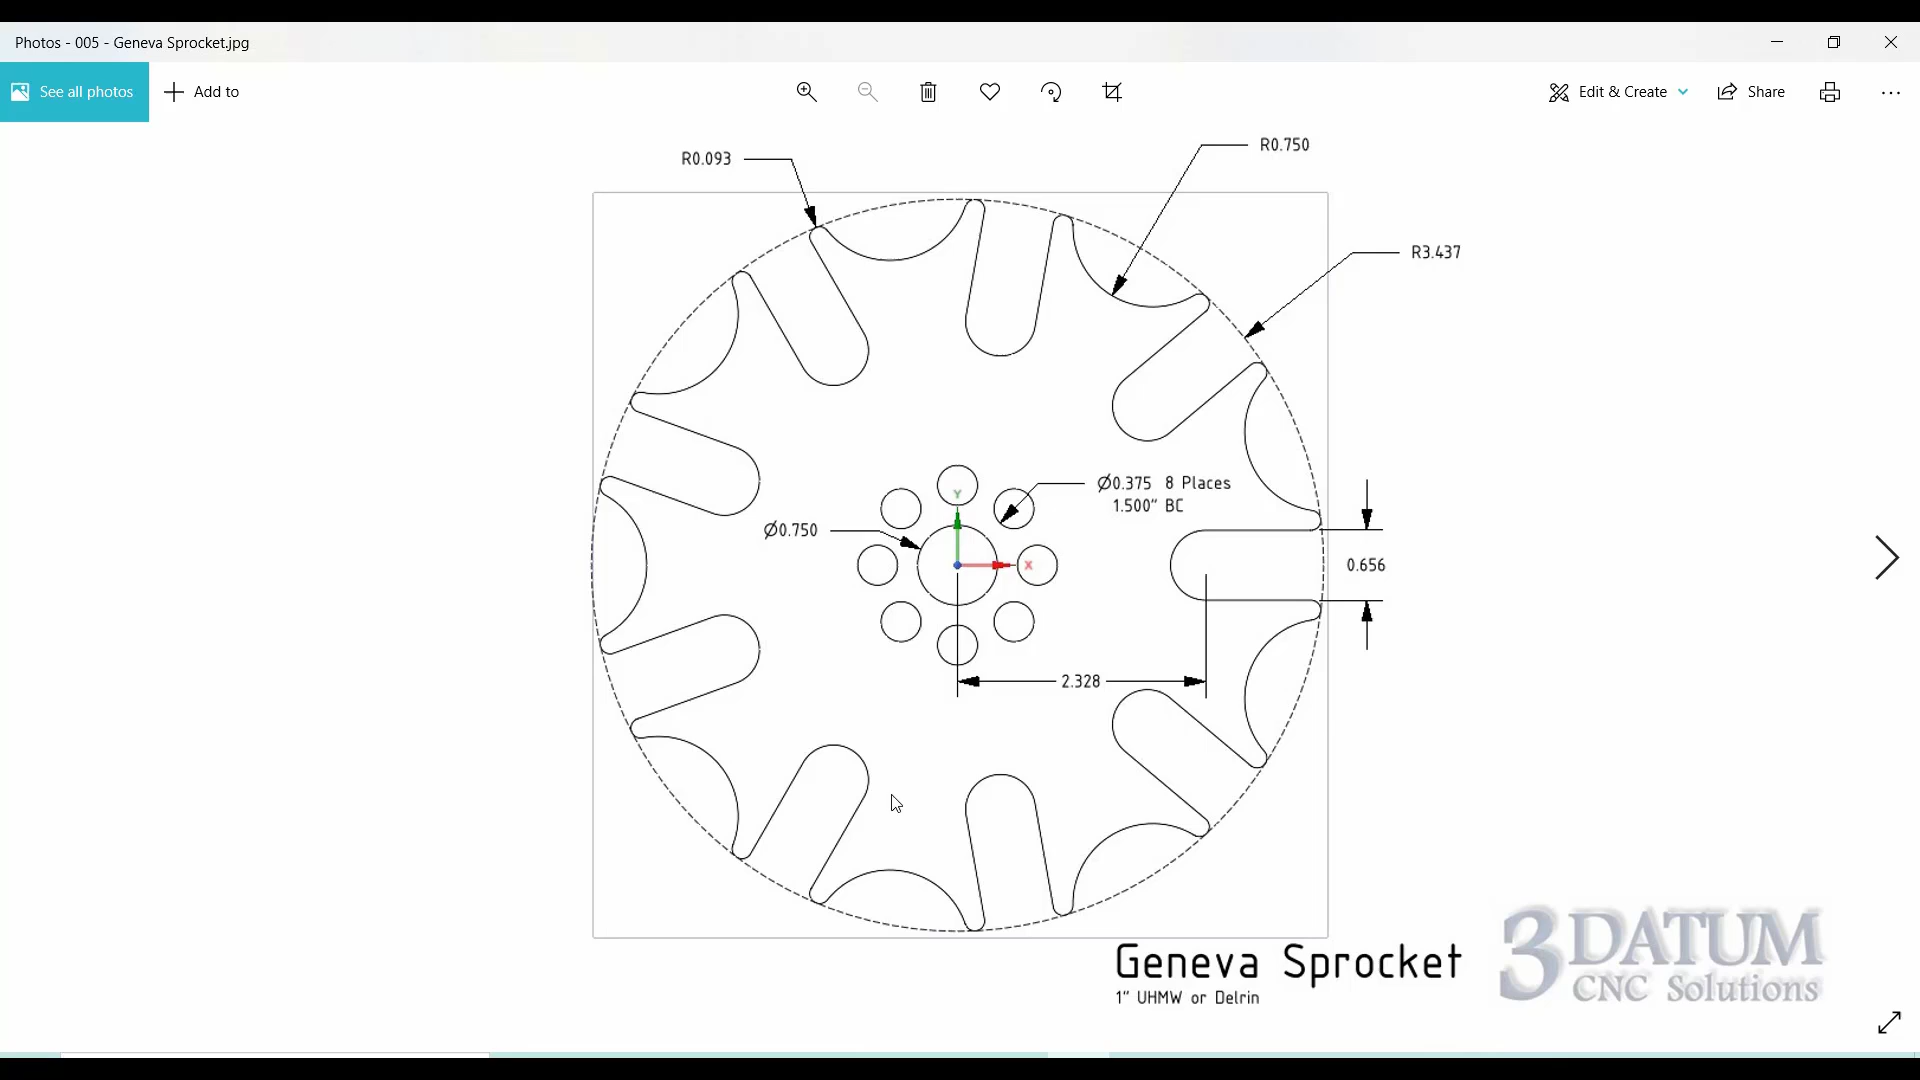 Photos - 005 - Geneva Sprocket.jpg
See all photos
Add to
Edit & Create
Share
R0.093
R0.750
R3.437
Ø0.375 8 Places
1.500" BC
Y
Ø0.750
X
0.656
2.328
Geneva Sprocket
1" UHMW or Delrin
3DATUM
CNC Solutions